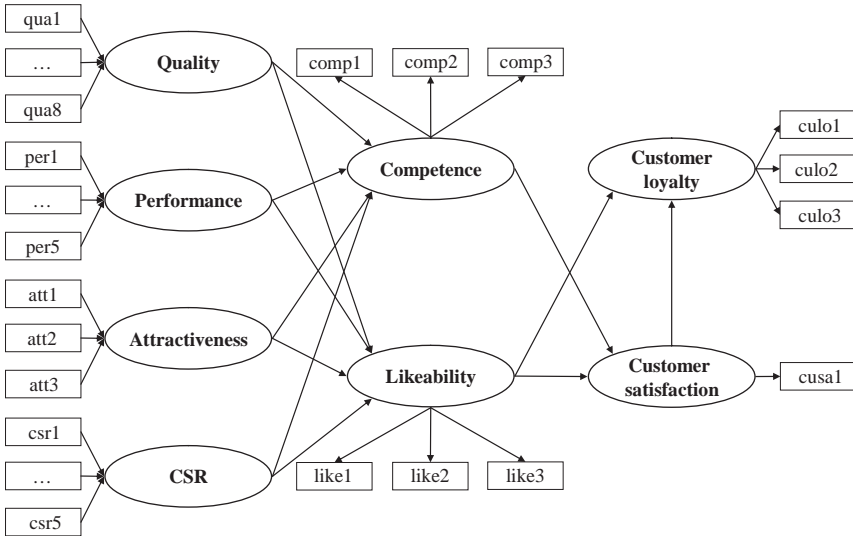 qua1
…
qua8
Quality
comp1
comp2
comp3
per1
…
per5
Performance
Competence
Customer
loyalty
culo1
culo2
culo3
att1
att2
att3
Attractiveness
Likeability
Customer
satisfaction
cusa1
csr1
…
csr5
CSR
like1
like2
like3